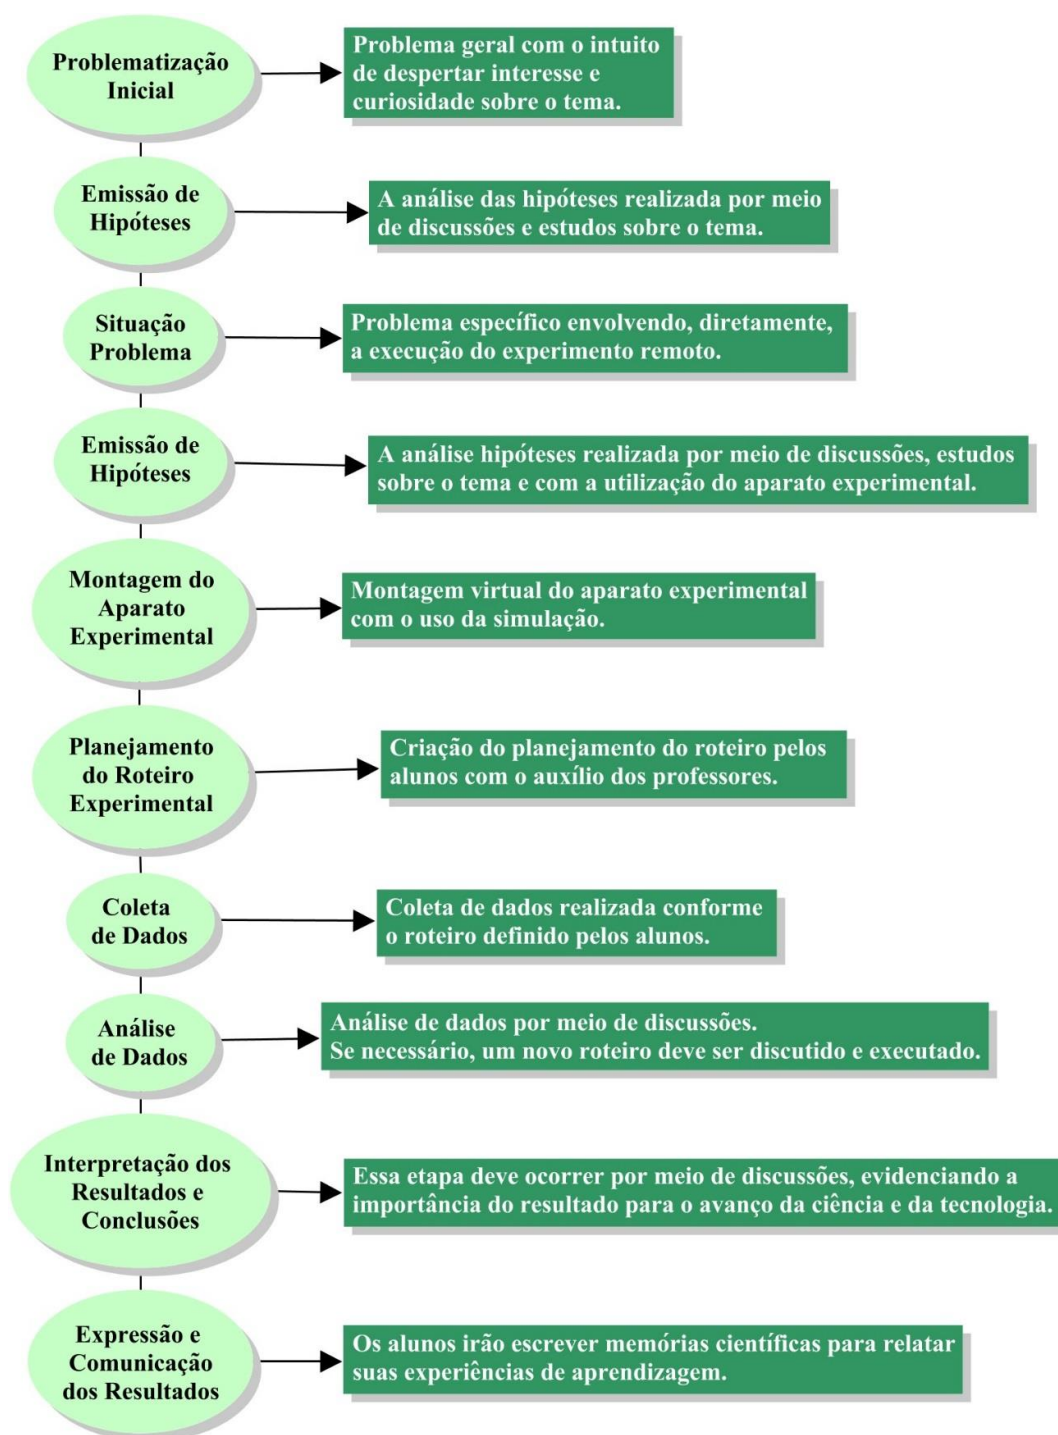 Problematização
Inicial
Problema geral com o intuito
de despertar interesse e
curiosidade sobre o tema.
Emissão de
Hipóteses
A análise das hipóteses realizada por meio
de discussões e estudos sobre o tema.
Situação
Problema
Problema específico envolvendo, diretamente,
a execução do experimento remoto.
Emissão de
Hipóteses
A análise hipóteses realizada por meio de discussões, estudos
sobre o tema e com a utilização do aparato experimental.
Montagem do
Aparato
Experimental
Montagem virtual do aparato experimental
com o uso da simulação.
Planejamento
do Roteiro
Experimental
Criação do planejamento do roteiro pelos
alunos com o auxílio dos professores.
Coleta
de Dados
Coleta de dados realizada conforme
o roteiro definido pelos alunos.
Análise
de Dados
Análise de dados por meio de discussões.
Se necessário, um novo roteiro deve ser discutido e executado.
Interpretação dos
Resultados e
Conclusões
Essa etapa deve ocorrer por meio de discussões, evidenciando a
importância do resultado para o avanço da ciência e da tecnologia.
Expressão e
Comunicação
dos Resultados
Os alunos irão escrever memórias científicas para relatar
suas experiências de aprendizagem.